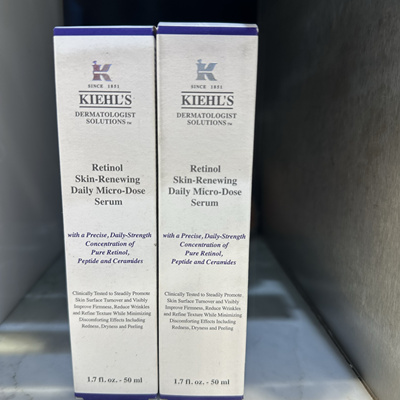 K
SINCE 1851
KIEHL'S
DERMATOLOGIST
SOLUTIONS™
Retinol
Skin-Renewing
Daily Micro-Dose
Serum
with a Precise, Daily-Strength
Concentration of
Pure Retinol,
Peptide and Ceramides
Clinically Tested to Steadily Promote
Skin Surface Turnover and Visibly
Improve Firmness, Reduce Wrinkles
and Refine Texture While Minimizing
Discomforting Effects Including
Redness, Dryness and Peeling
1.7 fl. oz. - 50 ml
K
SINCE 1851
KIEHL'S
DERMATOLOGIST
SOLUTIONS™
Retinol
Skin-Renewing
Daily Micro-Dose
Serum
with a Precise, Daily-Strength
Concentration of
Pure Retinol,
Peptide and Ceramides
Clinically Tested to Steadily Promote
Skin Surface Turnover and Visibly
Improve Firmness, Reduce Wrinkles
and Refine Texture While Minimizing
Discomforting Effects Including
Redness, Dryness and Peeling
1.7 fl. oz. - 50 ml